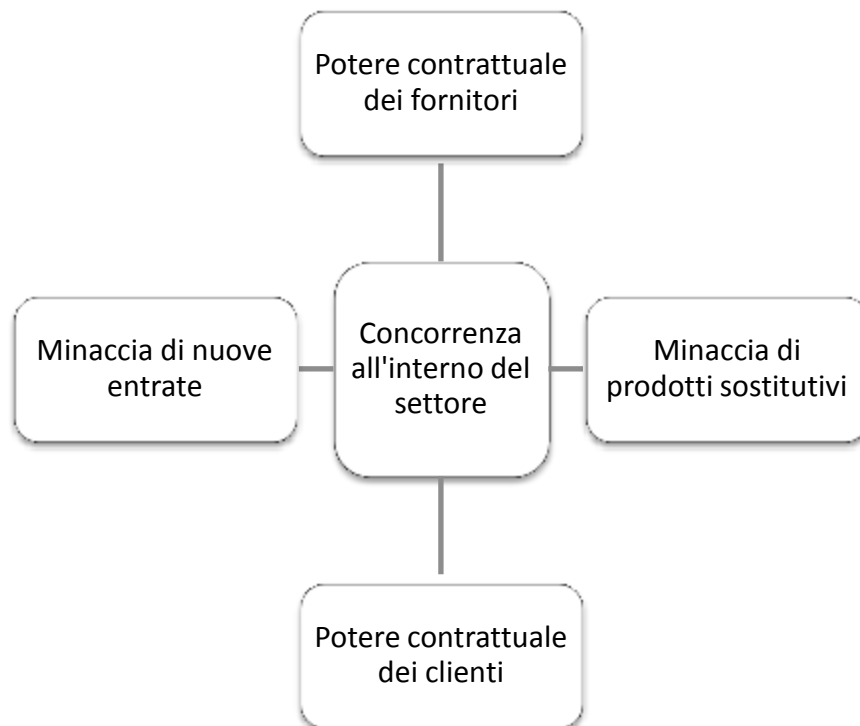 Potere contrattuale
dei fornitori
Minaccia di nuove
entrate
Concorrenza
all'interno del
settore
Minaccia di
prodotti sostitutivi
Potere contrattuale
dei clienti